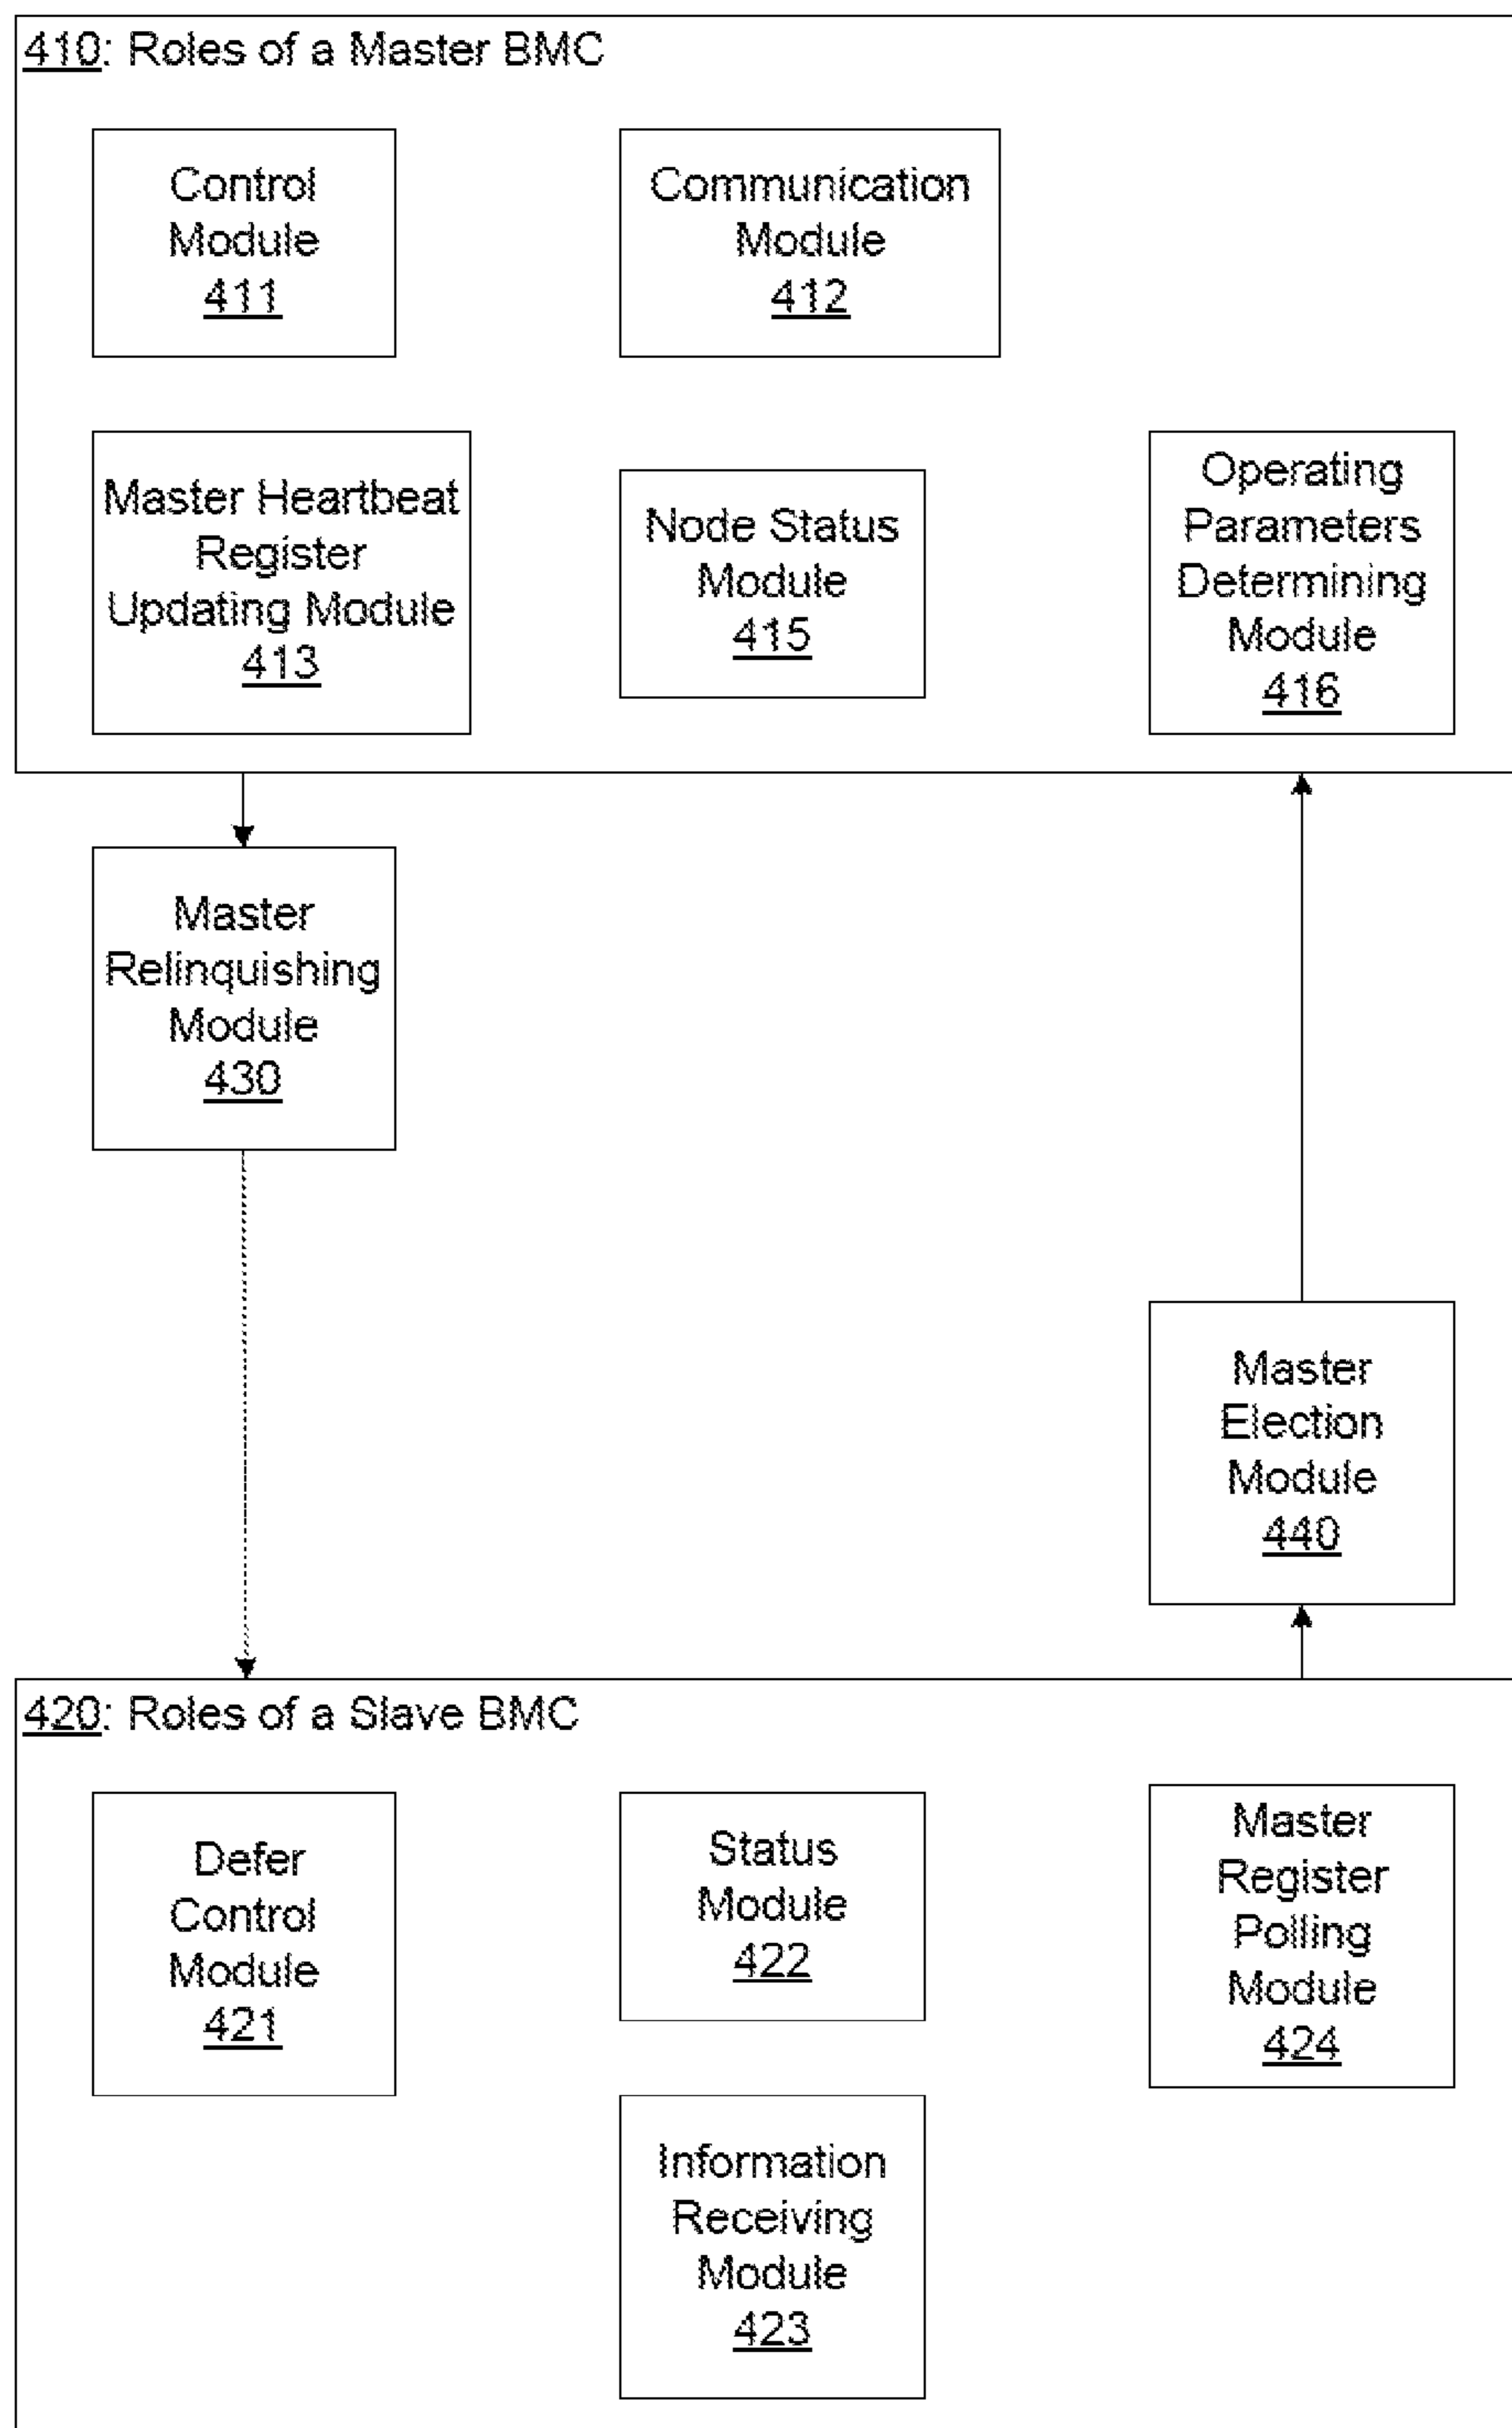 410: Roles of a Master BMC
Control
Module
411
Communication
Module
412
Master Heartbeat
Register
Updating Module
413
Node Status
Module
415
Operating
Parameters
Determining
Module
416
Master
Relinquishing
Module
430
Master
Election
Module
440
420: Roles of a Slave BMC
Defer
Control
Module
421
Status
Module
422
Master
Register
Polling
Module
424
Information
Receiving
Module
423